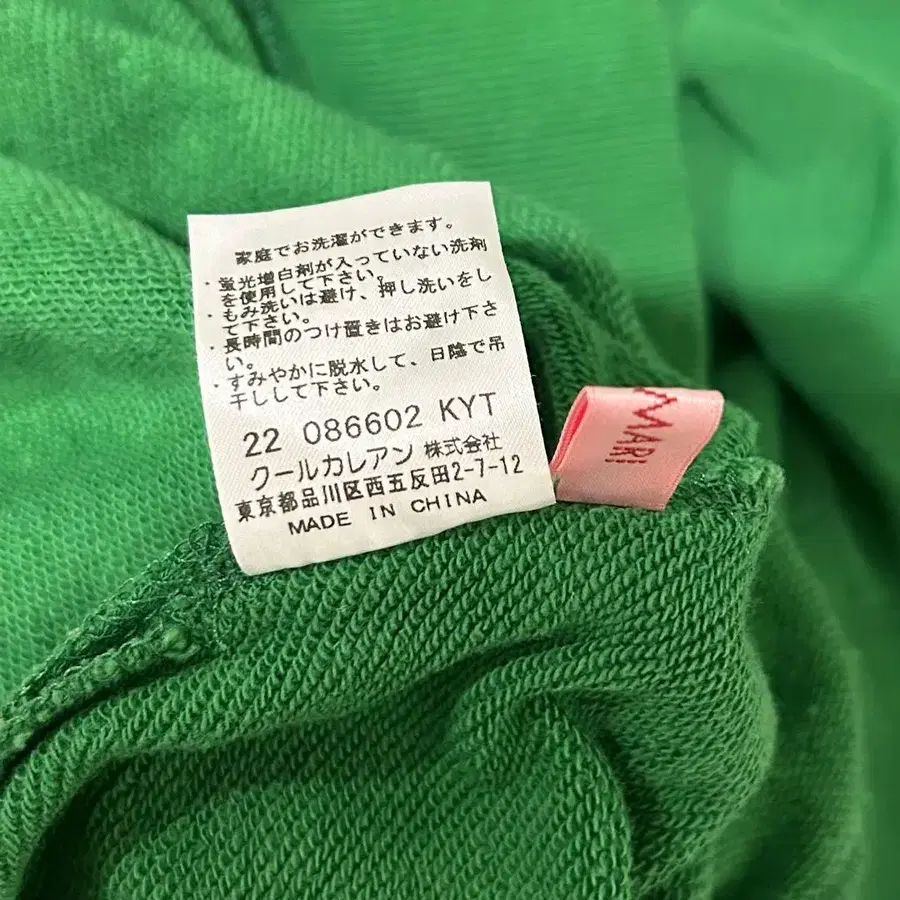 家庭でお洗濯ができます。
・蛍光増白剤が入っていない洗剤
を使用して下さい。
・もみ洗いは避け、押し洗いをし
て下さい。
・長時間のつけ置きはお避け下さ
い。
・すみやかに脱水して、日陰で吊
干しして下さい。
22 086602 KYT
クールカレアン 株式会社
東京都品川区西五反田2-7-12
MADE IN CHINA
MARI